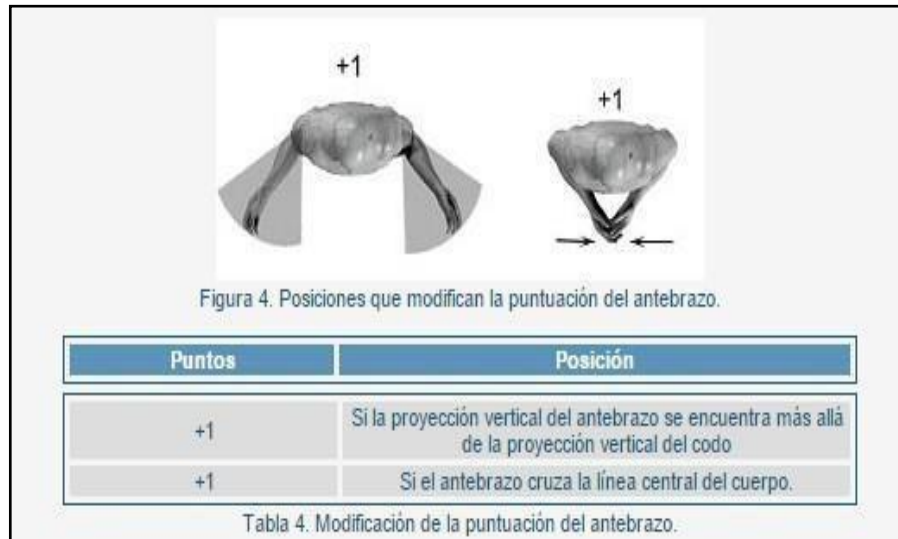 +1
+1
Figura 4. Posiciones que modifican la puntuación del antebrazo.
Puntos Posición
+1 Si la proyección vertical del antebrazo se encuentra más allá
de la proyección vertical del codo
+1 Si el antebrazo cruza la línea central del cuerpo.
Tabla 4. Modificación de la puntuación del antebrazo.